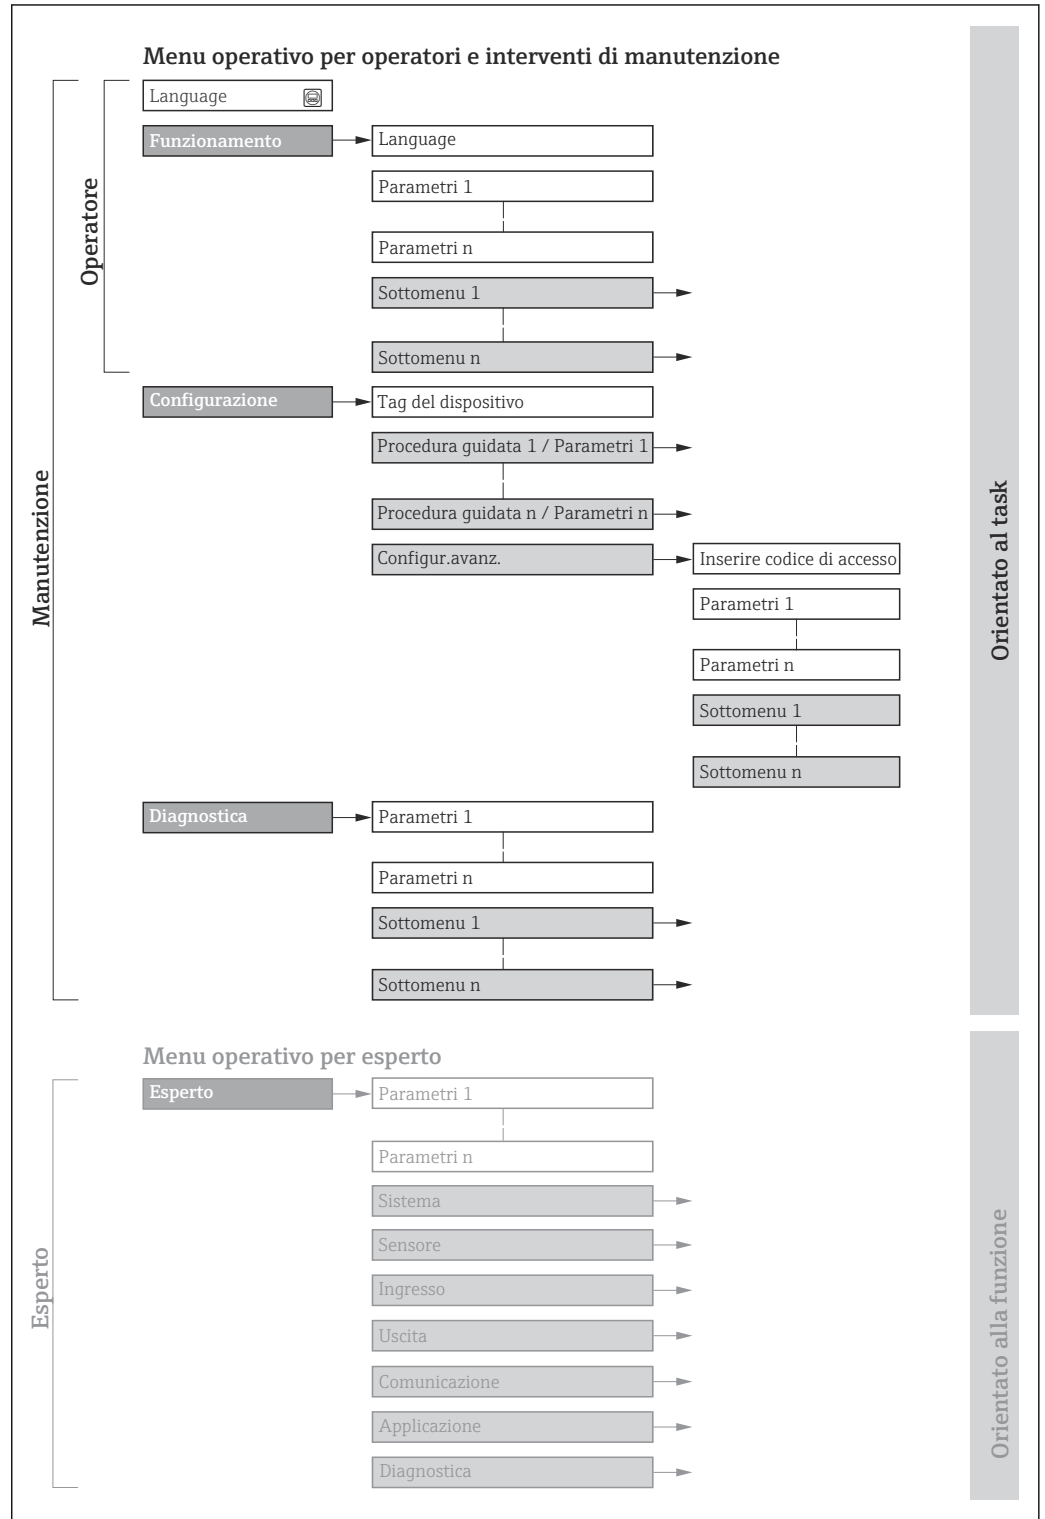 Menu operativo per operatori e interventi di manutenzione
Manutenzione
Operatore
Language
Funzionamento
Language
Parametri 1
Parametri n
Sottomenu 1
Sottomenu n
Configurazione
Tag del dispositivo
Procedura guidata 1 / Parametri 1
Procedura guidata n / Parametri n
Configur.avanz.
Inserire codice di accesso
Parametri 1
Parametri n
Sottomenu 1
Sottomenu n
Diagnostica
Parametri 1
Parametri n
Sottomenu 1
Sottomenu n
Orientato al task
Menu operativo per esperto
Esperto
Esperto
Parametri 1
Parametri n
Sistema
Sensore
Ingresso
Uscita
Comunicazione
Applicazione
Diagnostica
Orientato alla funzione